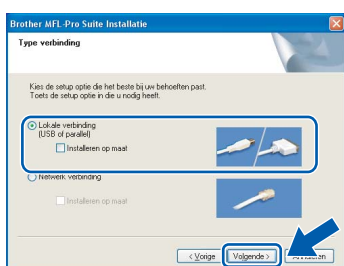 Brother MFL-Pro Suite Installatie
Type verbinding
Kies de setup optie die het beste bij uw behoeften past.
Toets de setup optie in die u nodig heeft.
Lokale verbinding
(USB of parallel)
Installeren op maat
Netwerk verbinding
Installeren op maat
< Vorige
Volgende >